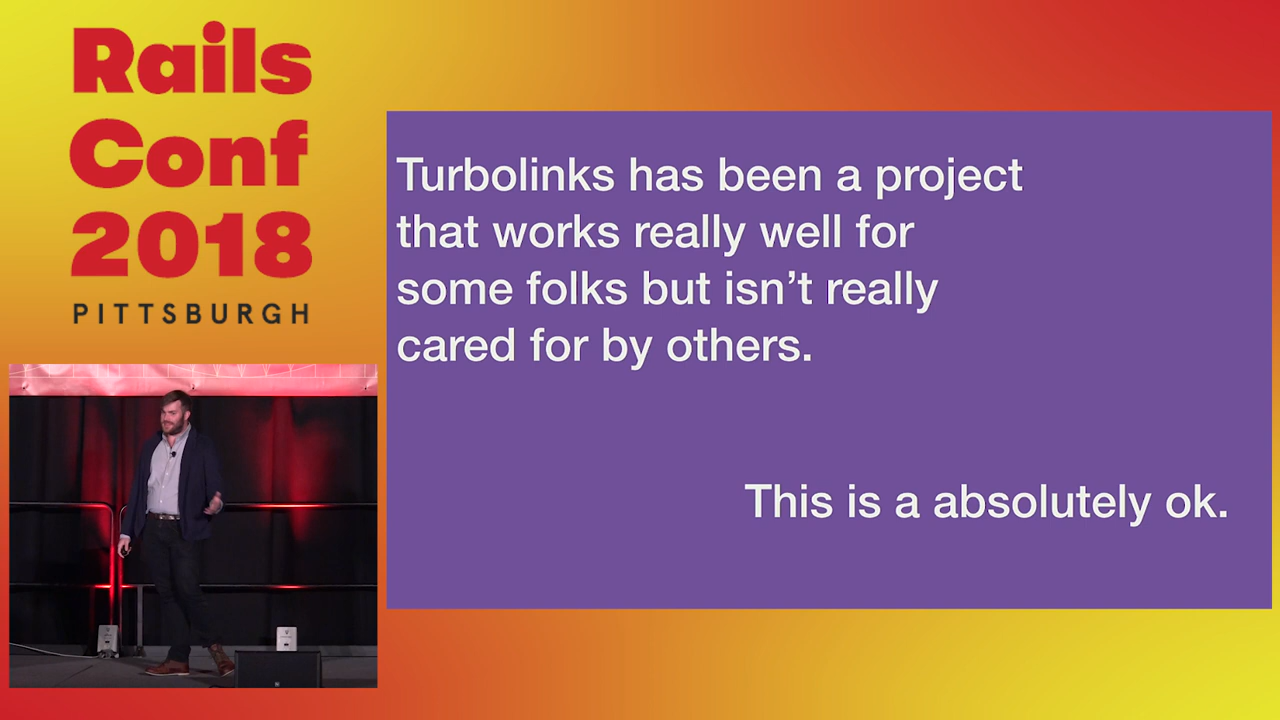 Rails
Conf
2018
PITTSBURGH
Turbolinks has been a project
that works really well for
some folks but isn’t really
cared for by others.
This is a absolutely ok.